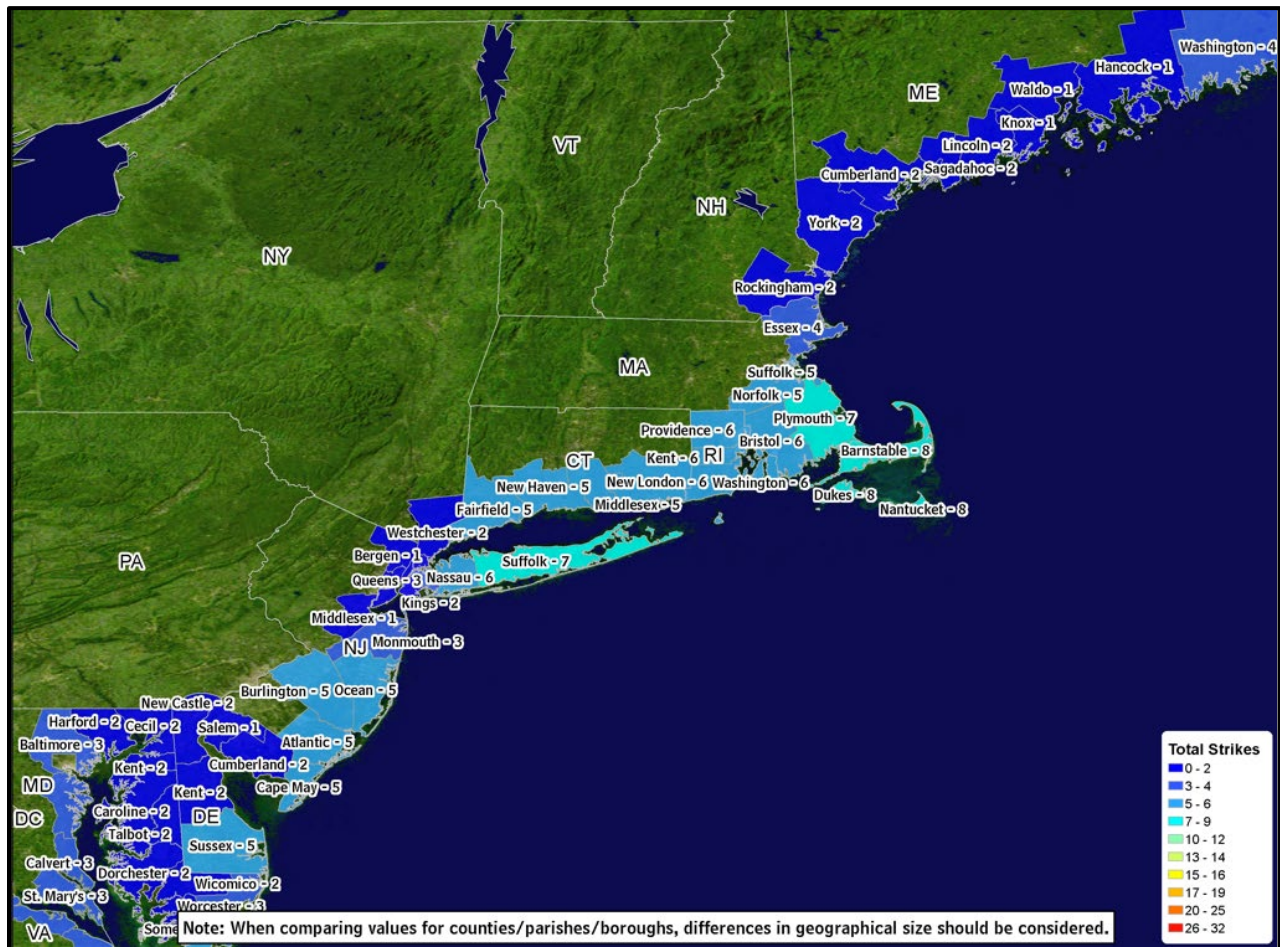 Washington - 4
Hancock - 1
Waldo - 1
ME
Knox - 1
Lincoln - 2
VT
Sagadahoc - 2
Cumberland - 2
NH
York - 2
NY
Rockingham - 2
Essex - 4
MA
Suffolk - 5
Norfolk - 5
Plymouth - 7
Providence - 6
Bristol - 6
Barnstable - 8
Kent - 6
RI
CT
New London - 6
Washington - 6
New Haven - 5
Dukes - 8
Middlesex - 5
Nantucket - 8
Fairfield - 5
Westchester - 2
Bergen - 1
PA
Suffolk - 7
Queens - 3
Nassau - 6
Kings - 2
Middlesex - 1
NJ
Monmouth - 3
Burlington - 5
Ocean - 5
New Castle - 2
Harford - 2
Cecil - 2
Salem - 1
Baltimore - 3
Atlantic - 5
Kent - 2
Cumberland - 2
MD
Cape May - 5
Kent - 2
Caroline - 2
DE
DC
Talbot - 2
Sussex - 5
Calvert - 3
Dorchester - 2
Wicomico - 2
St. Mary's - 3
Worcester - 3
VA
Some
Note: When comparing values for counties/parishes/boroughs, differences in geographical size should be considered.
Total Strikes
0 - 2
3 - 4
5 - 6
7 - 9
10 - 12
13 - 14
15 - 16
17 - 19
20 - 25
26 - 32